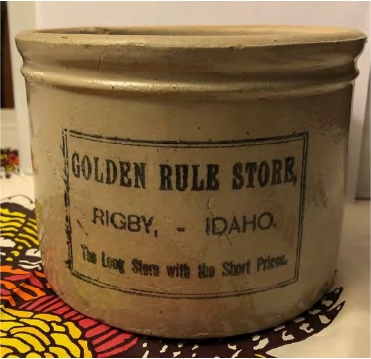 GOLDEN RULE STORE,
RIGBY, - IDAHO.
The Long Store with the Short Prices.